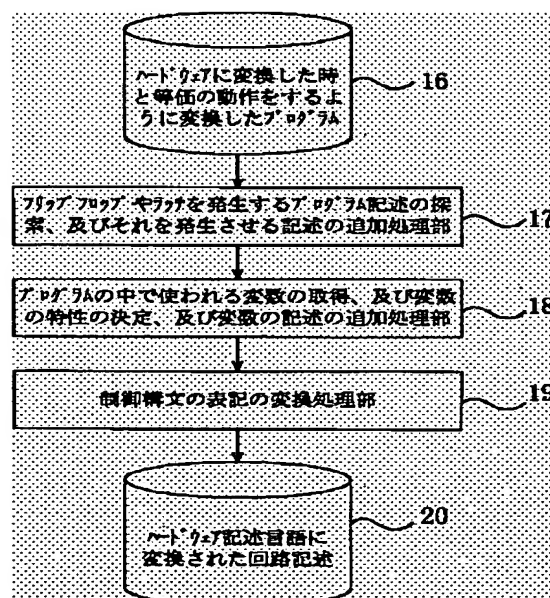 ﾊｰﾄﾞｳｪｱに変換した時
と等価の動作をするよ
うに変換したﾌﾟﾛｸﾞﾗﾑ
16
ﾌﾘｯﾌﾟﾌﾛｯﾌﾟやﾗｯﾁを発生するﾌﾟﾛｸﾞﾗﾑ記述の探
索、及びそれを発生させる記述の追加処理部
17
ﾌﾟﾛｸﾞﾗﾑの中で使われる変数の取得、及び変数
の特性の決定、及び変数の記述の追加処理部
18
制御構文の表記の変換処理部
19
ﾊｰﾄﾞｳｪｱ記述言語に
変換された回路記述
20